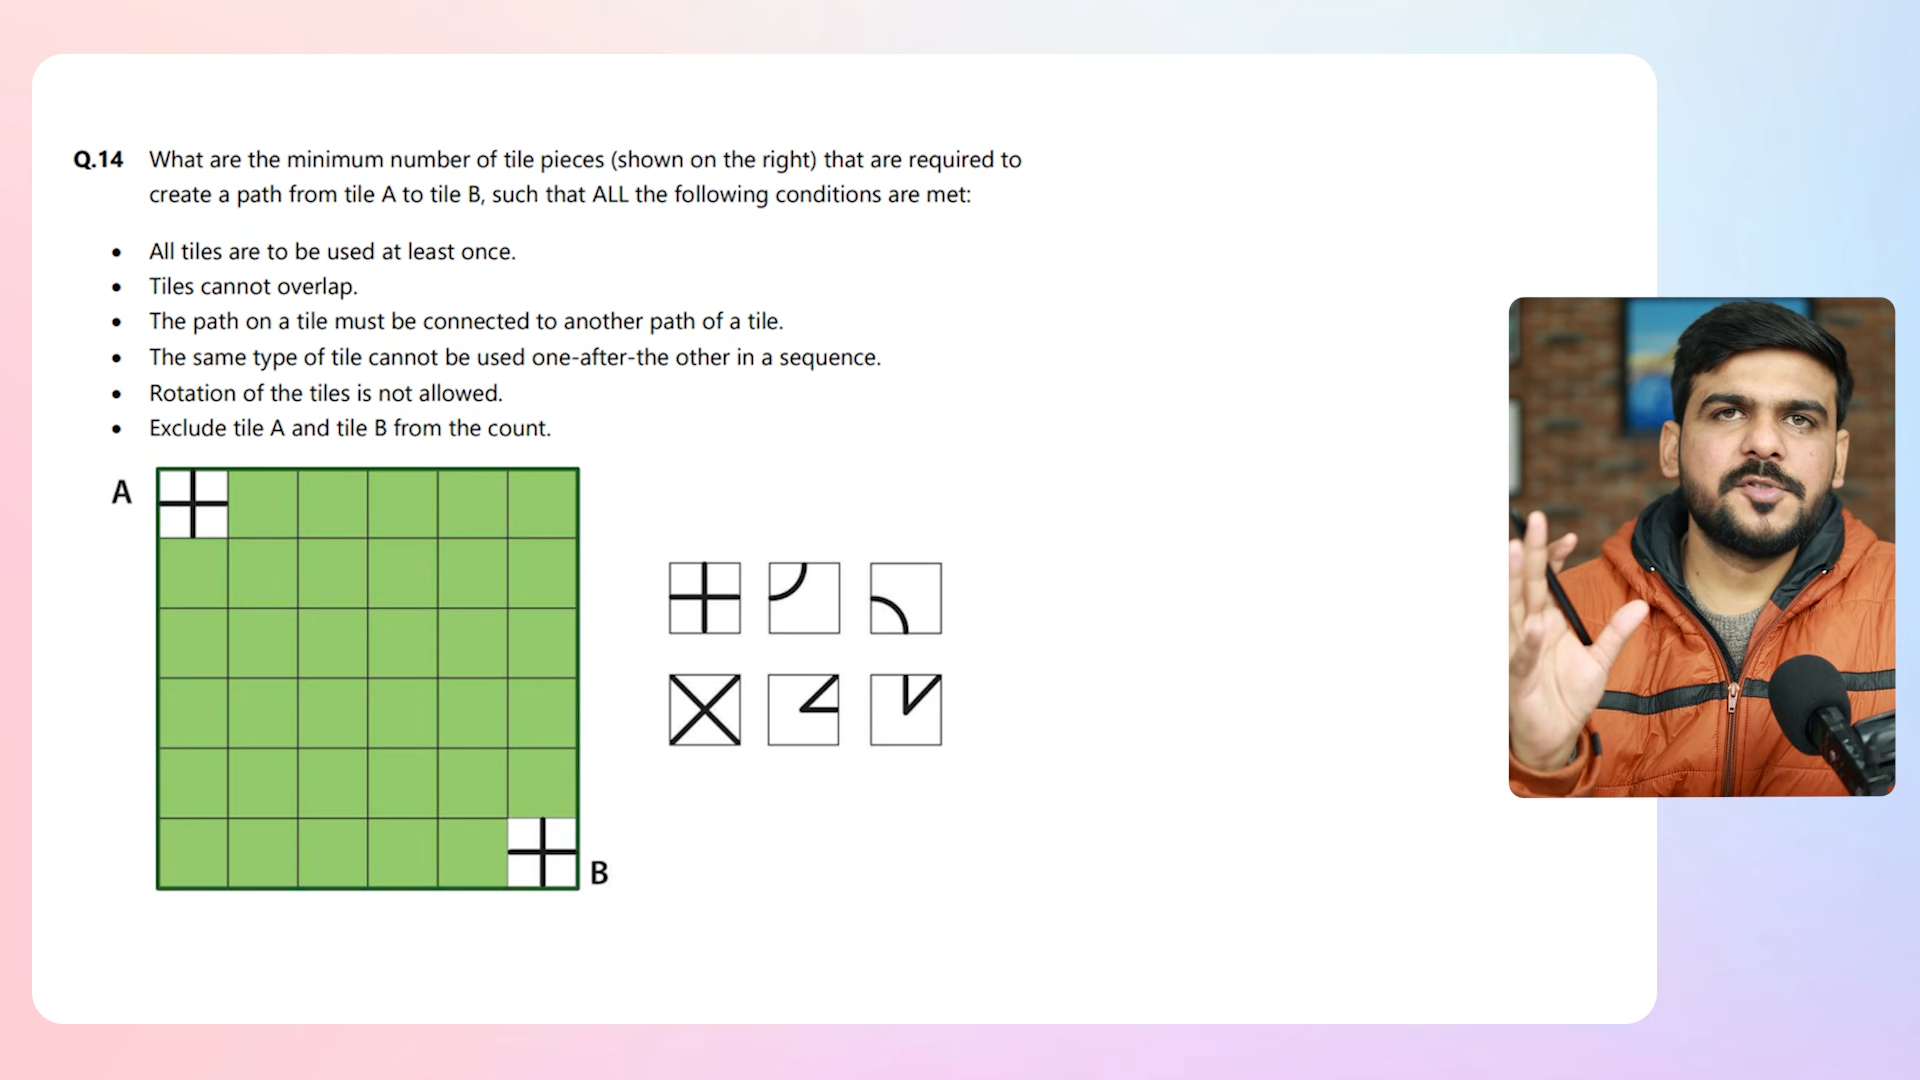 Q.14 What are the minimum number of tile pieces (shown on the right) that are required to
create a path from tile A to tile B, such that ALL the following conditions are met:
• All tiles are to be used at least once.
• Tiles cannot overlap.
• The path on a tile must be connected to another path of a tile.
• The same type of tile cannot be used one-after-the other in a sequence.
• Rotation of the tiles is not allowed.
• Exclude tile A and tile B from the count.
A
B